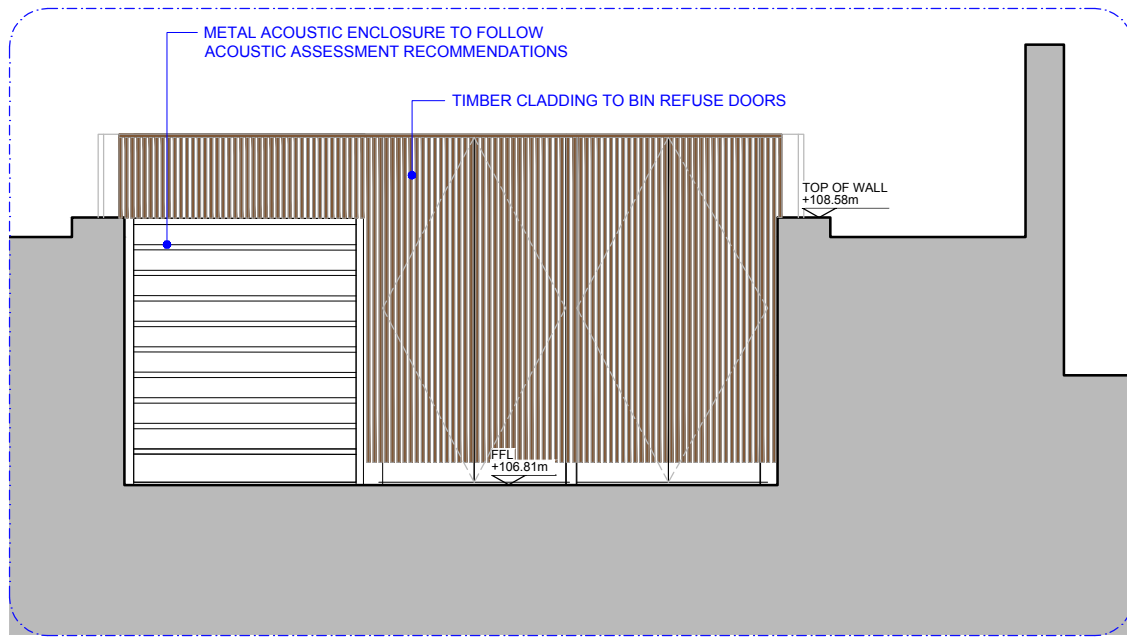 METAL ACOUSTIC ENCLOSURE TO FOLLOW
ACOUSTIC ASSESSMENT RECOMMENDATIONS
TIMBER CLADDING TO BIN REFUSE DOORS
TOP OF WALL
+108.58m
FFL
+106.81m